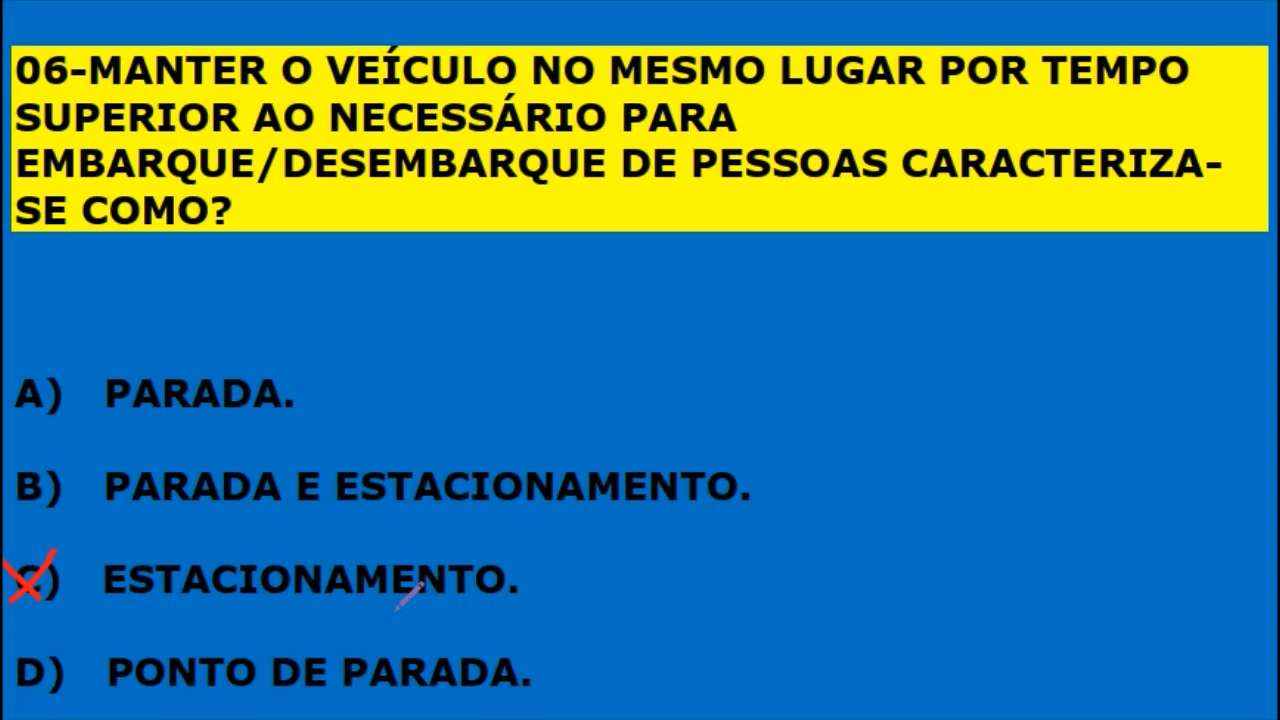 06-MANTER O VEÍCULO NO MESMO LUGAR POR TEMPO
SUPERIOR AO NECESSÁRIO PARA
EMBARQUE/DESEMBARQUE DE PESSOAS CARACTERIZA-
SE COMO?
A) PARADA.
B) PARADA E ESTACIONAMENTO.
C) ESTACIONAMENTO.
D) PONTO DE PARADA.